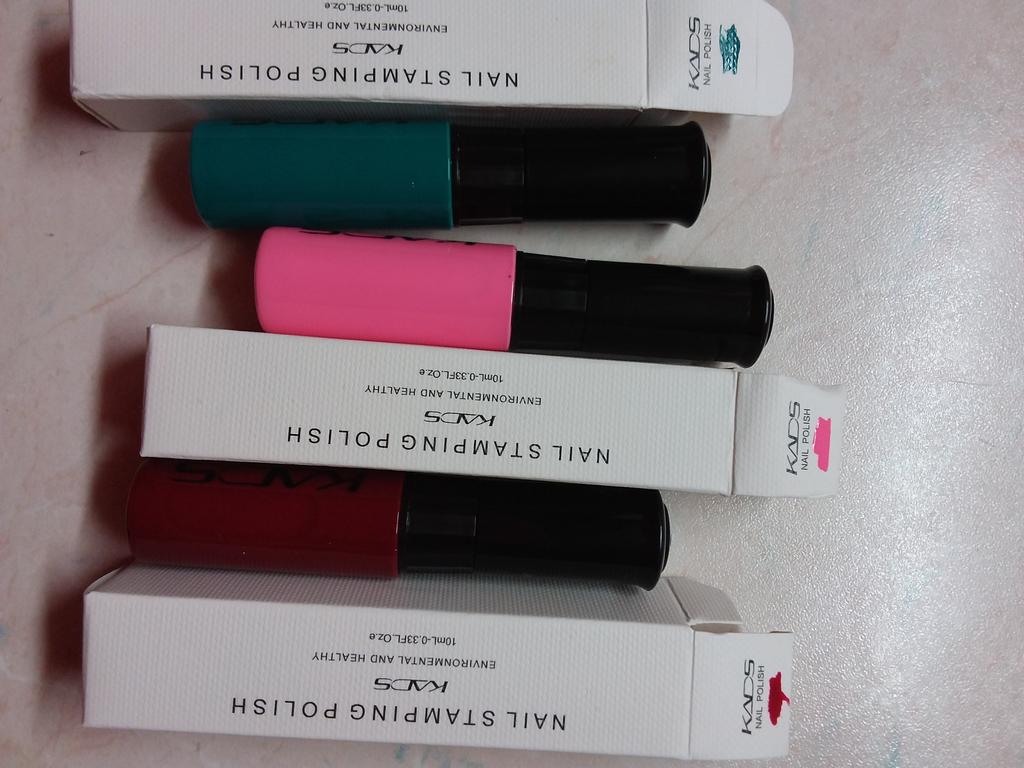 NAIL STAMPING POLISH
KADS
ENVIRONMENTAL AND HEALTHY
10mL-0.33FL.Oz.e
KADS
NAIL POLISH
KADS
NAIL STAMPING POLISH
KADS
ENVIRONMENTAL AND HEALTHY
10mL-0.33FL.Oz.e
KADS
NAIL POLISH
KADS
NAIL STAMPING POLISH
KADS
ENVIRONMENTAL AND HEALTHY
10mL-0.33FL.Oz.e
KADS
NAIL POLISH